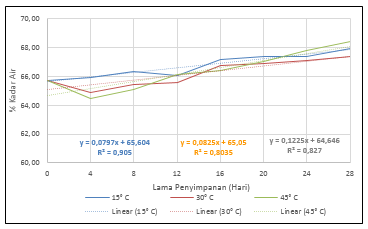 70,00
68,00
66,00
64,00
62,00
60,00
% Kadar Air
y = 0,0797x + 65,604
R² = 0,905
y = 0,0825x + 65,05
R² = 0,8035
y = 0,1225x + 64,646
R² = 0,827
0 4 8 12 16 20 24 28
Lama Penyimpanan (Hari)
15° C 30° C 45° C
Linear (15° C) Linear (30° C) Linear (45° C)